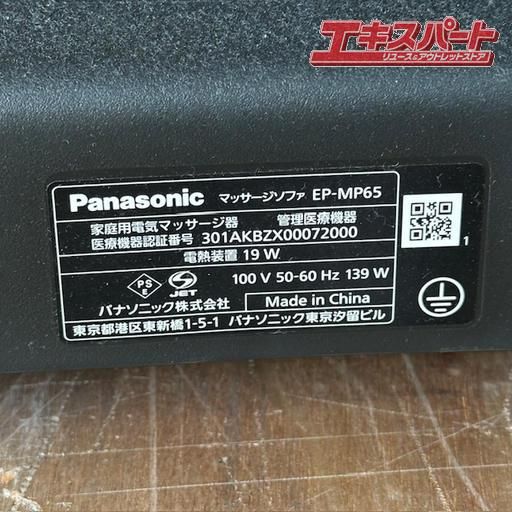 エキスパート
リユース&アウトレットストア
Panasonic マッサージソファ EP-MP65
家庭用電気マッサージ器 管理医療機器
医療機器認証番号 301AKBZX00072000
電熱装置 19 W
PS E JET 100 V 50-60 Hz 139 W
パナソニック株式会社 Made in China
東京都港区東新橋1-5-1 パナソニック東京汐留ビル
1